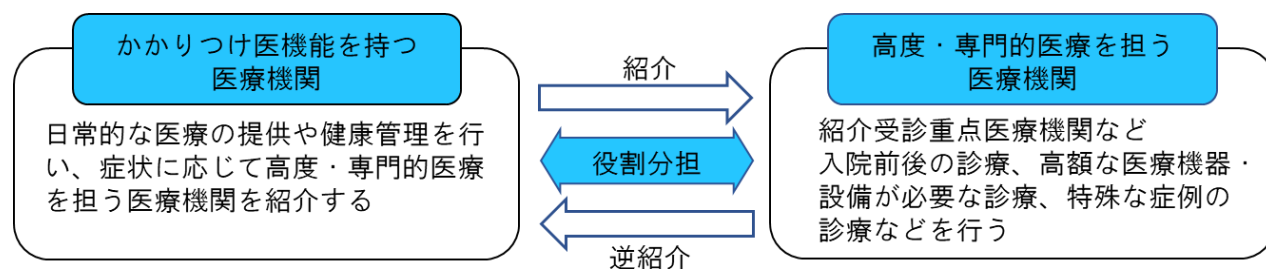 かかりつけ医機能を持つ
医療機関
日常的な医療の提供や健康管理を行
い、症状に応じて高度・専門的医療
を担う医療機関を紹介する
紹介
役割分担
逆紹介
高度・専門的医療を担う
医療機関
紹介受診重点医療機関など
入院前後の診療、高額な医療機器・
設備が必要な診療、特殊な症例の
診療などを行う